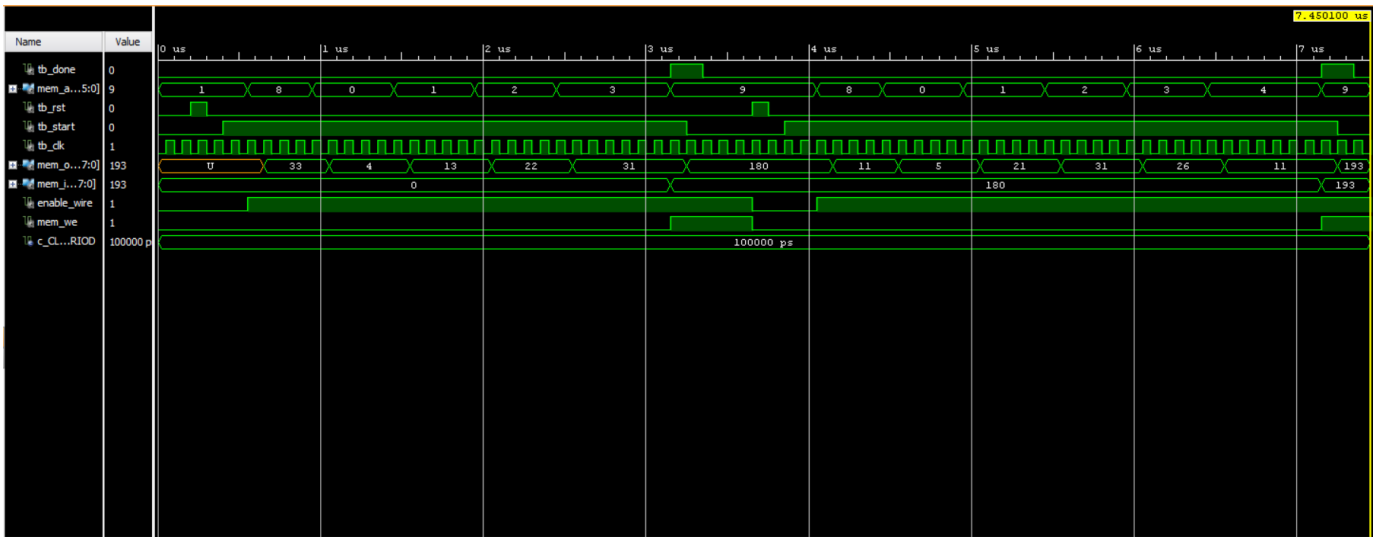 7.450100 us
Name Value
0 us 1 us 2 us 3 us 4 us 5 us 6 us 7 us
tb_done 0
mem_a...5:0] 9 1 8 0 1 2 3 9 8 0 1 2 3 4 9
tb_rst 0
tb_start 0
tb_clk 1
mem_o...7:0] 193 U 33 4 13 22 31 180 11 5 21 31 26 11 193
mem_i...7:0] 193 0 180 193
enable_wire 1
mem_we 1
c_CL...RIOD 100000 p 100000 ps